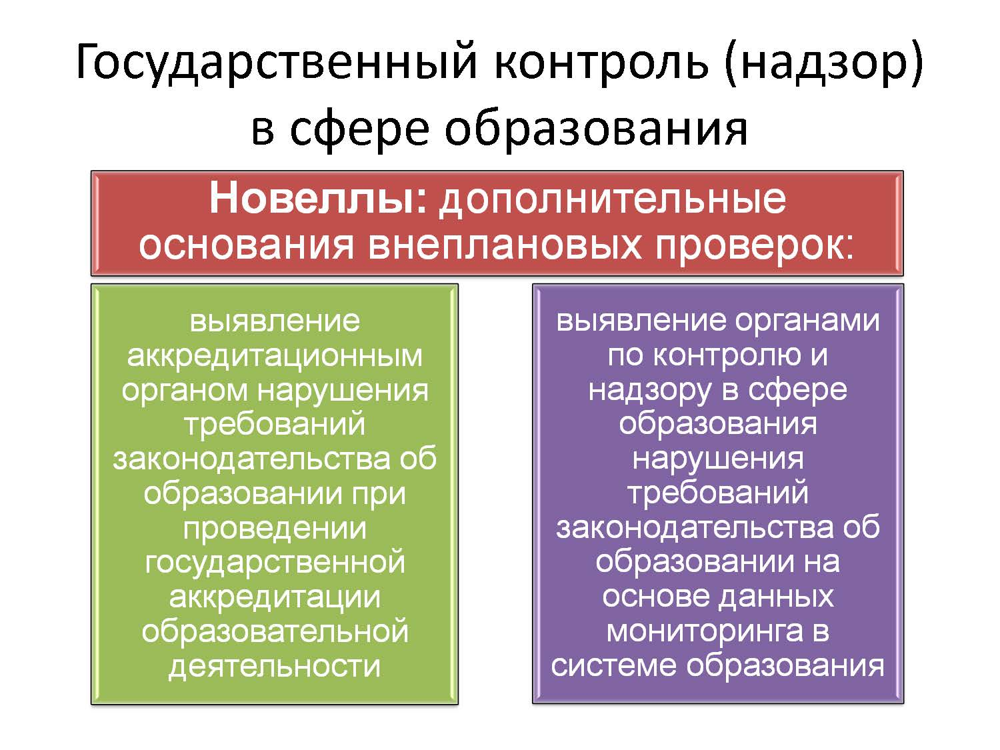 Государственный контроль (надзор)
в сфере образования
Новеллы: дополнительные
основания внеплановых проверок:
выявление
аккредитационным
органом нарушения
требований
законодательства об
образовании при
проведении
государственной
аккредитации
образовательной
деятельности
выявление органами
по контролю и
надзору в сфере
образования
нарушения
требований
законодательства об
образовании на
основе данных
мониторинга в
системе образования